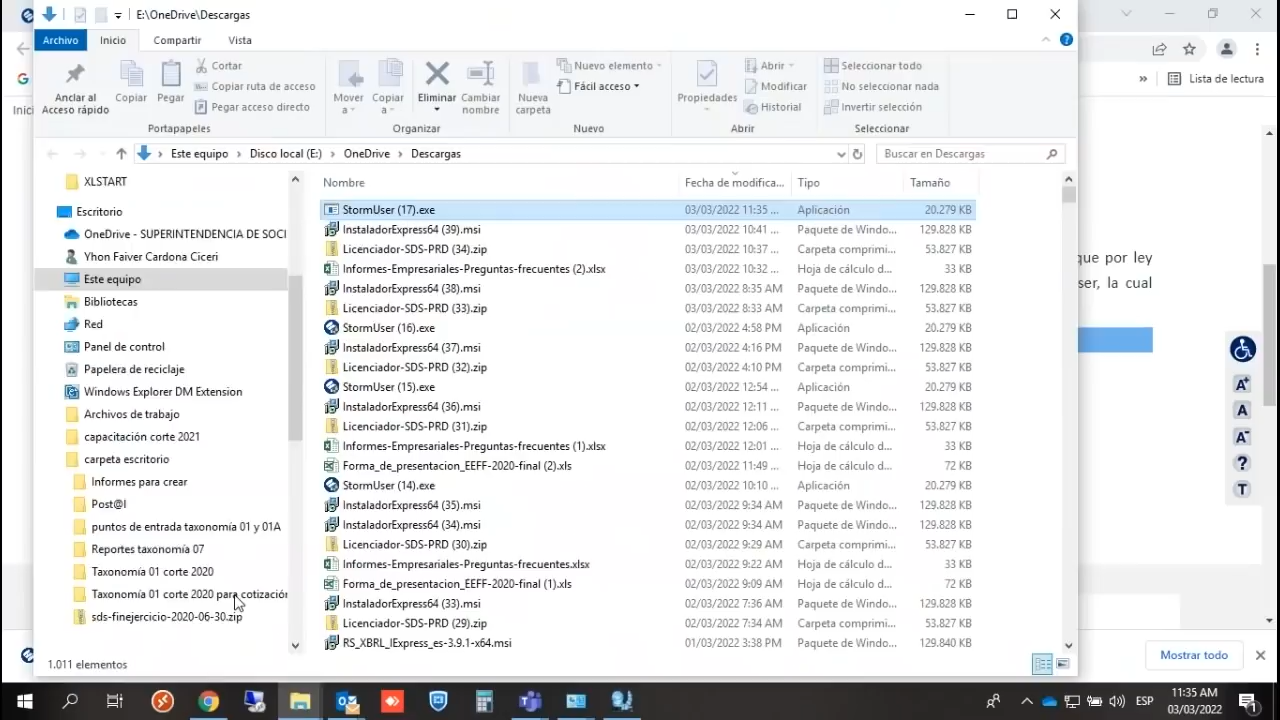 E:\OneDrive\Descargas
Archivo
Inicio
Compartir
Vista
Anclar al
Acceso rápido
Copiar
Pegar
Cortar
Copiar ruta de acceso
Pegar acceso directo
Portapapeles
Mover
a
Copiar
a
Eliminar
Cambiar
nombre
Organizar
Nueva
carpeta
Nuevo elemento
Fácil acceso
Nuevo
Propiedades
Abrir
Modificar
Historial
Abrir
Seleccionar todo
No seleccionar nada
Invertir selección
Seleccionar
Este equipo
Disco local (E:)
OneDrive
Descargas
Buscar en Descargas
G
Inici
»
Lista de lectura
XLSTART
Escritorio
OneDrive - SUPERINTENDENCIA DE SOCI
Yhon Faiver Cardona Ciceri
Este equipo
Bibliotecas
Red
Panel de control
Papelera de reciclaje
Windows Explorer DM Extension
Archivos de trabajo
capacitación corte 2021
carpeta escritorio
Informes para crear
Post@l
puntos de entrada taxonomía 01 y 01A
Reportes taxonomía 07
Taxonomía 01 corte 2020
Taxonomía 01 corte 2020 para cotización
sds-finejercicio-2020-06-30.zip
Nombre Fecha de modifica... Tipo Tamaño
StormUser (17).exe 03/03/2022 11:35 ... Aplicación 20.279 KB
InstaladorExpress64 (39).msi 03/03/2022 10:41 ... Paquete de Windo... 129.828 KB
Licenciador-SDS-PRD (34).zip 03/03/2022 10:37 ... Carpeta comprimi... 53.827 KB
Informes-Empresariales-Preguntas-frecuentes (2).xlsx 03/03/2022 10:32 ... Hoja de cálculo d... 33 KB
InstaladorExpress64 (38).msi 03/03/2022 8:35 AM Paquete de Windo... 129.828 KB
Licenciador-SDS-PRD (33).zip 03/03/2022 8:33 AM Carpeta comprimi... 53.827 KB
StormUser (16).exe 02/03/2022 4:58 PM Aplicación 20.279 KB
InstaladorExpress64 (37).msi 02/03/2022 4:16 PM Paquete de Windo... 129.828 KB
Licenciador-SDS-PRD (32).zip 02/03/2022 4:10 PM Carpeta comprimi... 53.827 KB
StormUser (15).exe 02/03/2022 12:54 ... Aplicación 20.279 KB
InstaladorExpress64 (36).msi 02/03/2022 12:11 ... Paquete de Windo... 129.828 KB
Licenciador-SDS-PRD (31).zip 02/03/2022 12:06 ... Carpeta comprimi... 53.827 KB
Informes-Empresariales-Preguntas-frecuentes (1).xlsx 02/03/2022 12:01 ... Hoja de cálculo d... 33 KB
Forma_de_presentacion_EEFF-2020-final (2).xls 02/03/2022 11:49 ... Hoja de cálculo d... 72 KB
StormUser (14).exe 02/03/2022 10:10 ... Aplicación 20.279 KB
InstaladorExpress64 (35).msi 02/03/2022 9:34 AM Paquete de Windo... 129.828 KB
InstaladorExpress64 (34).msi 02/03/2022 9:34 AM Paquete de Windo... 129.828 KB
Licenciador-SDS-PRD (30).zip 02/03/2022 9:29 AM Carpeta comprimi... 53.827 KB
Informes-Empresariales-Preguntas-frecuentes.xlsx 02/03/2022 9:22 AM Hoja de cálculo d... 33 KB
Forma_de_presentacion_EEFF-2020-final (1).xls 02/03/2022 9:09 AM Hoja de cálculo d... 72 KB
InstaladorExpress64 (33).msi 02/03/2022 7:36 AM Paquete de Windo... 129.828 KB
Licenciador-SDS-PRD (29).zip 02/03/2022 7:34 AM Carpeta comprimi... 53.827 KB
RS_XBRL_IExpress_es-3.9.1-x64.msi 01/03/2022 3:38 PM Paquete de Windo... 129.840 KB
1.011 elementos
que por ley
ser, la cual
A+
A
A-
?
T
Mostrar todo
ESP
11:35 AM
03/03/2022
1